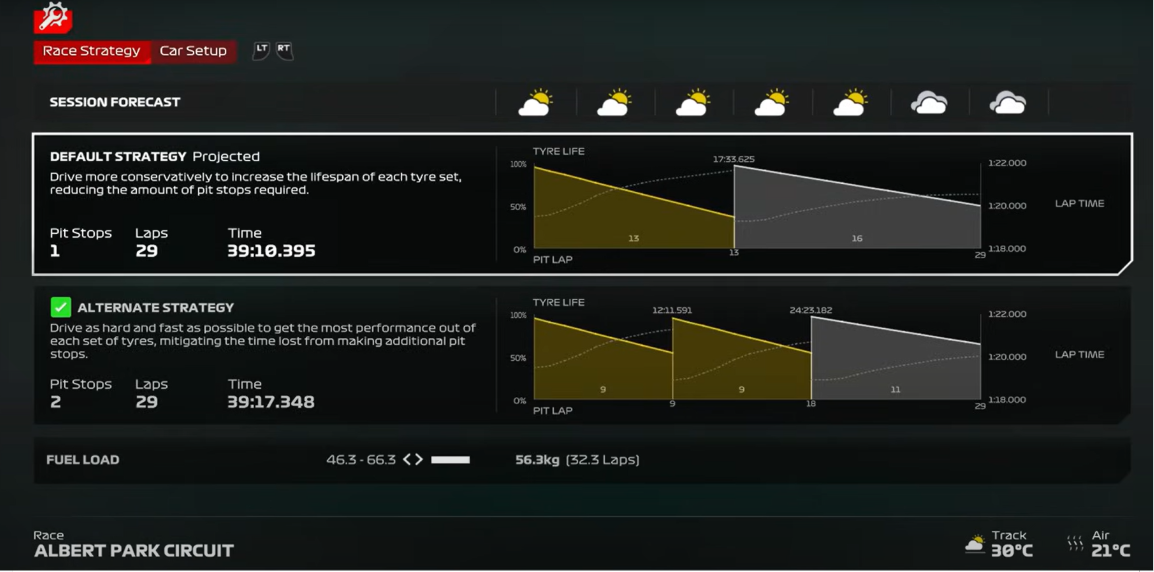 Race Strategy Car Setup LT RT
SESSION FORECAST
DEFAULT STRATEGY Projected
Drive more conservatively to increase the lifespan of each tyre set,
reducing the amount of pit stops required.
Pit Stops Laps Time
1 29 39:10.395
TYRE LIFE
100%
50%
0%
PIT LAP
17:33.625
13 16
13 29
1:22.000
1:20.000
1:18.000
LAP TIME
ALTERNATE STRATEGY
Drive as hard and fast as possible to get the most performance out of
each set of tyres, mitigating the time lost from making additional pit
stops.
Pit Stops Laps Time
2 29 39:17.348
TYRE LIFE
100%
50%
0%
PIT LAP
12:11.591 24:23.182
9 9 11
9 18 29
1:22.000
1:20.000
1:18.000
LAP TIME
FUEL LOAD 46.3 - 66.3 <> 56.3kg (32.3 Laps)
Race
ALBERT PARK CIRCUIT
Track
30°C
Air
21°C